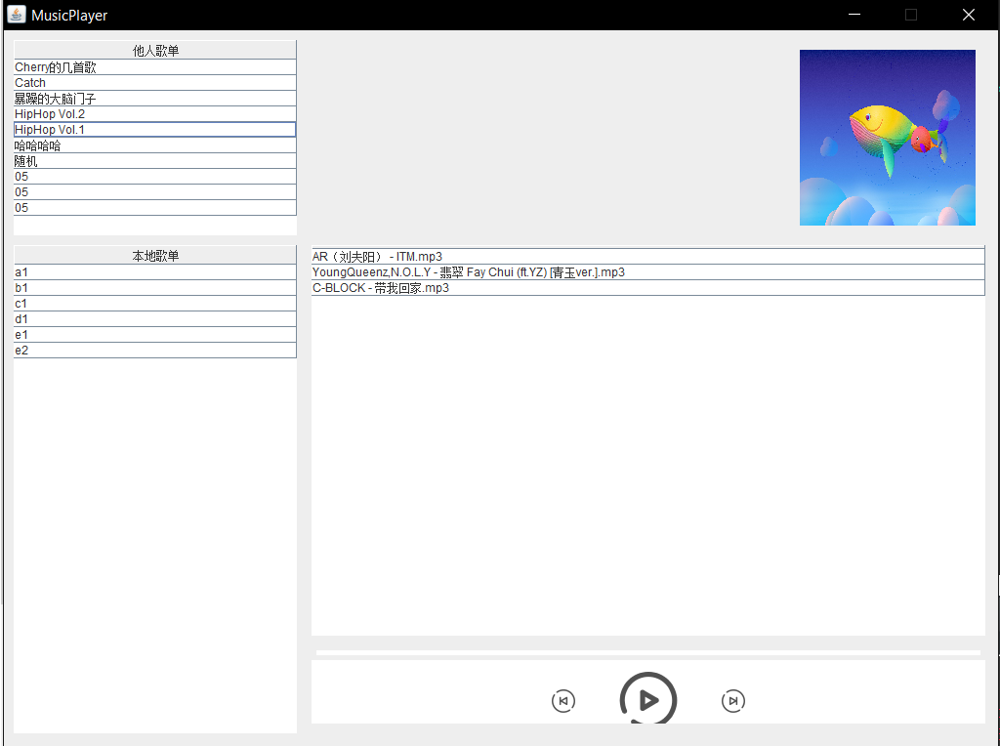 MusicPlayer
他人歌单
Cherry的几首歌
Catch
暴躁的大脑门子
HipHop Vol.2
HipHop Vol.1
哈哈哈哈
随机
05
05
05
本地歌单
a1
b1
c1
d1
e1
e2
AR（刘夫阳） - ITM.mp3
YoungQueenz,N.O.L.Y - 翡翠 Fay Chui (ft.YZ) [青玉ver.].mp3
C-BLOCK - 带我回家.mp3